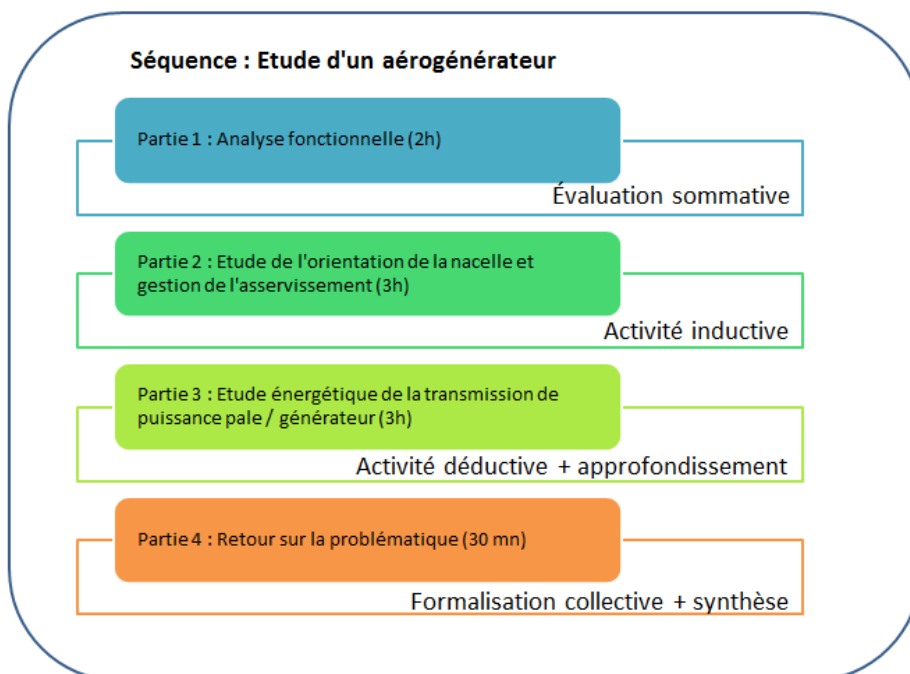 Séquence : Etude d'un aérogénérateur
Partie 1 : Analyse fonctionnelle (2h)
Évaluation sommative
Partie 2 : Etude de l'orientation de la nacelle et
gestion de l'asservissement (3h)
Activité inductive
Partie 3 : Etude énergétique de la transmission de
puissance pale / générateur (3h)
Activité déductive + approfondissement
Partie 4 : Retour sur la problématique (30 mn)
Formalisation collective + synthèse